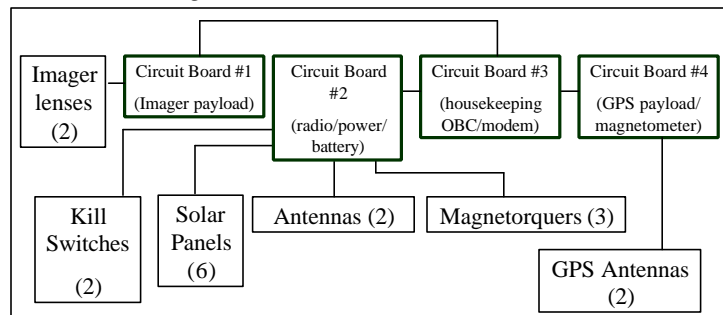 Imager
lenses
(2)
Circuit Board #1
(Imager payload)
Circuit Board
#2
(radio/power/
battery)
Circuit Board #3
(housekeeping
OBC/modem)
Circuit Board #4
(GPS payload/
magnetometer)
Kill
Switches
(2)
Solar
Panels
(6)
Antennas (2)
Magnetorquers (3)
GPS Antennas
(2)